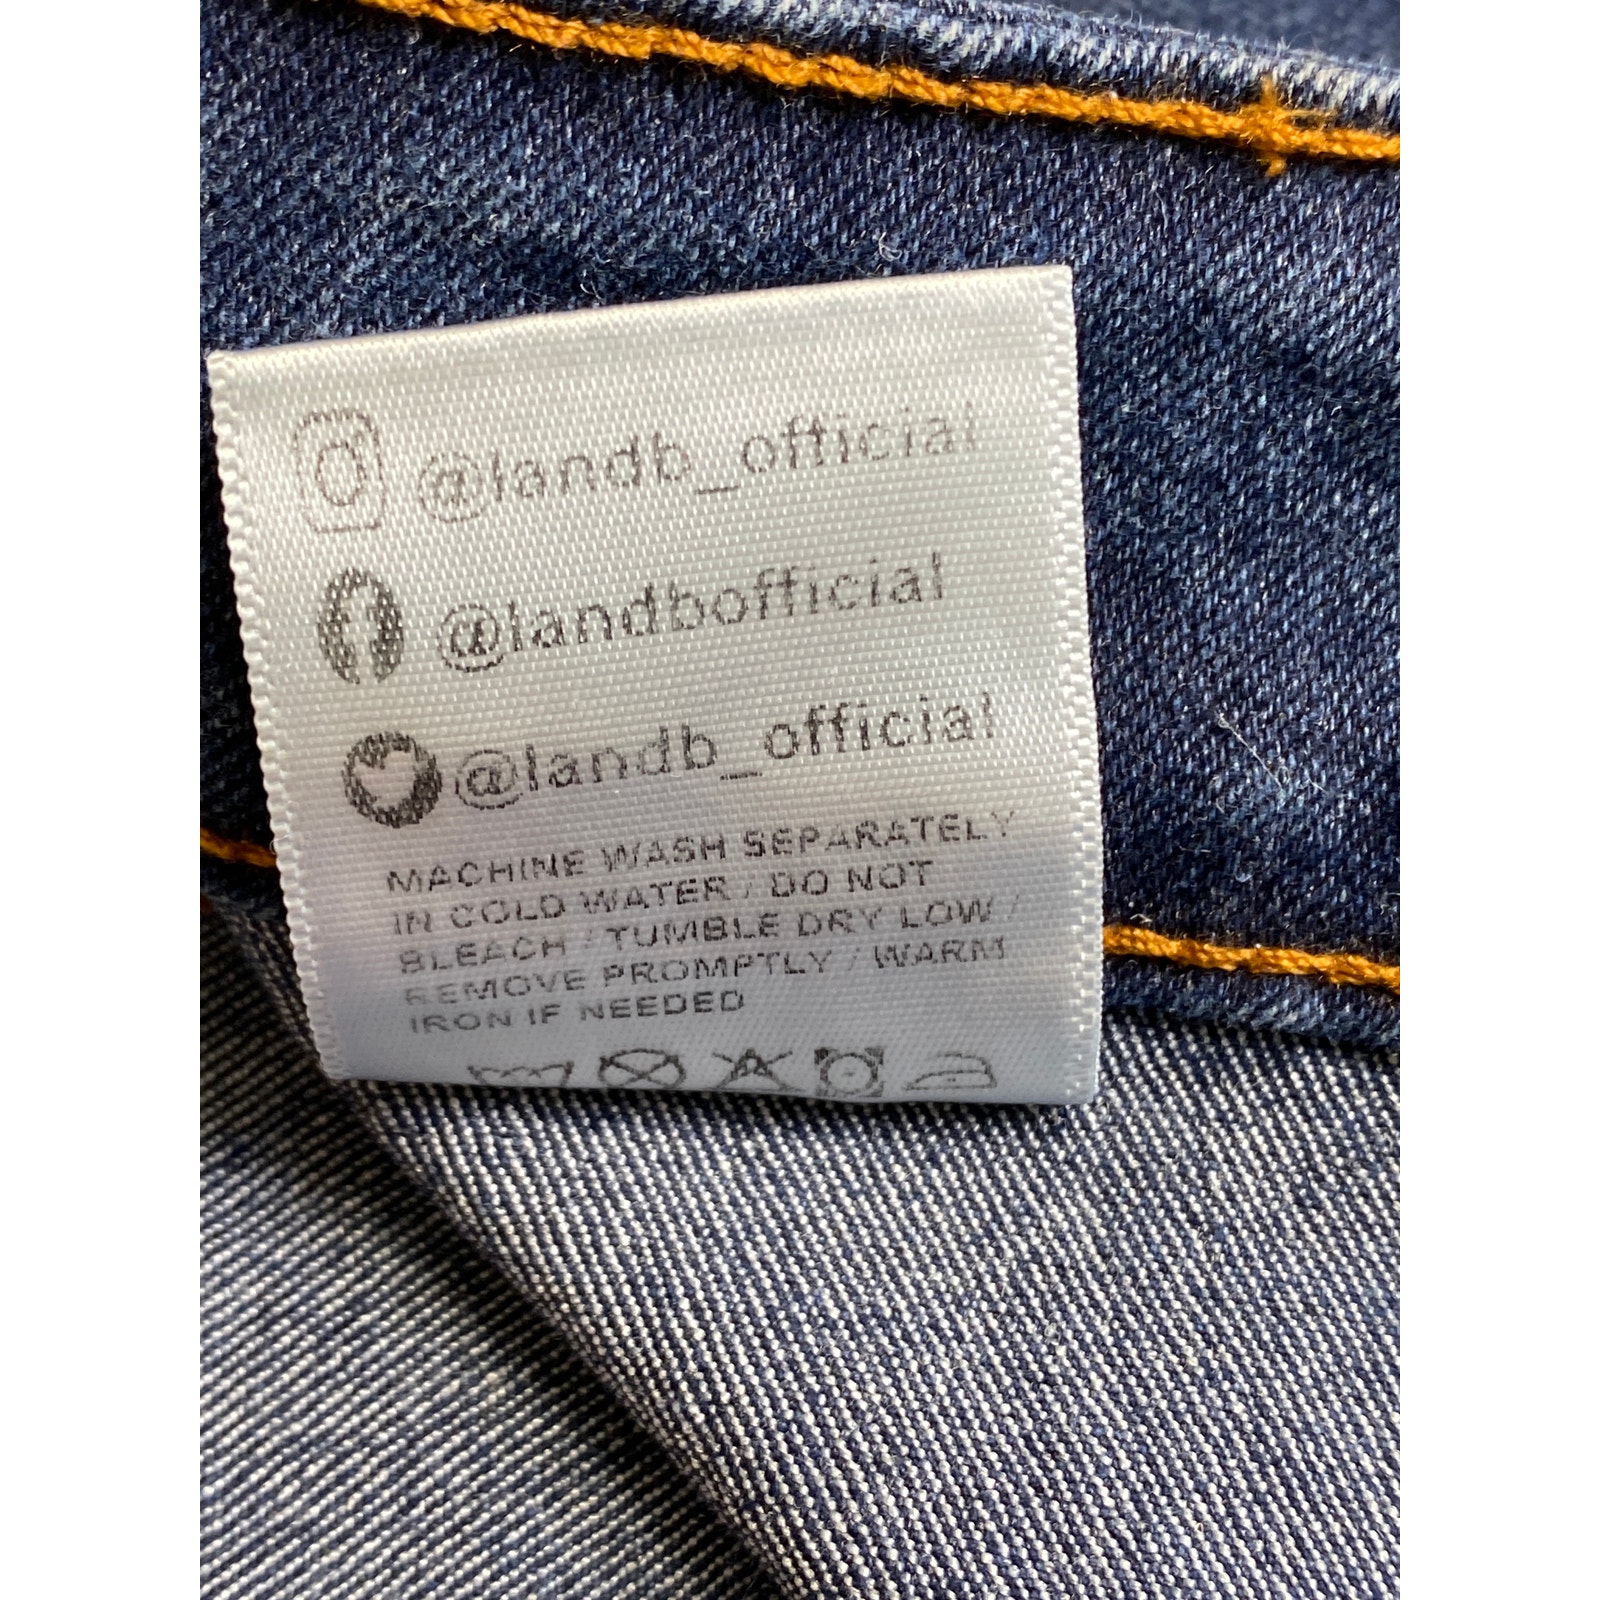 @landb_official
@landbofficial
@landb_official
MACHINE WASH SEPARATELY
IN COLD WATER / DO NOT
BLEACH / TUMBLE DRY LOW /
REMOVE PROMPTLY / WARM
IRON IF NEEDED